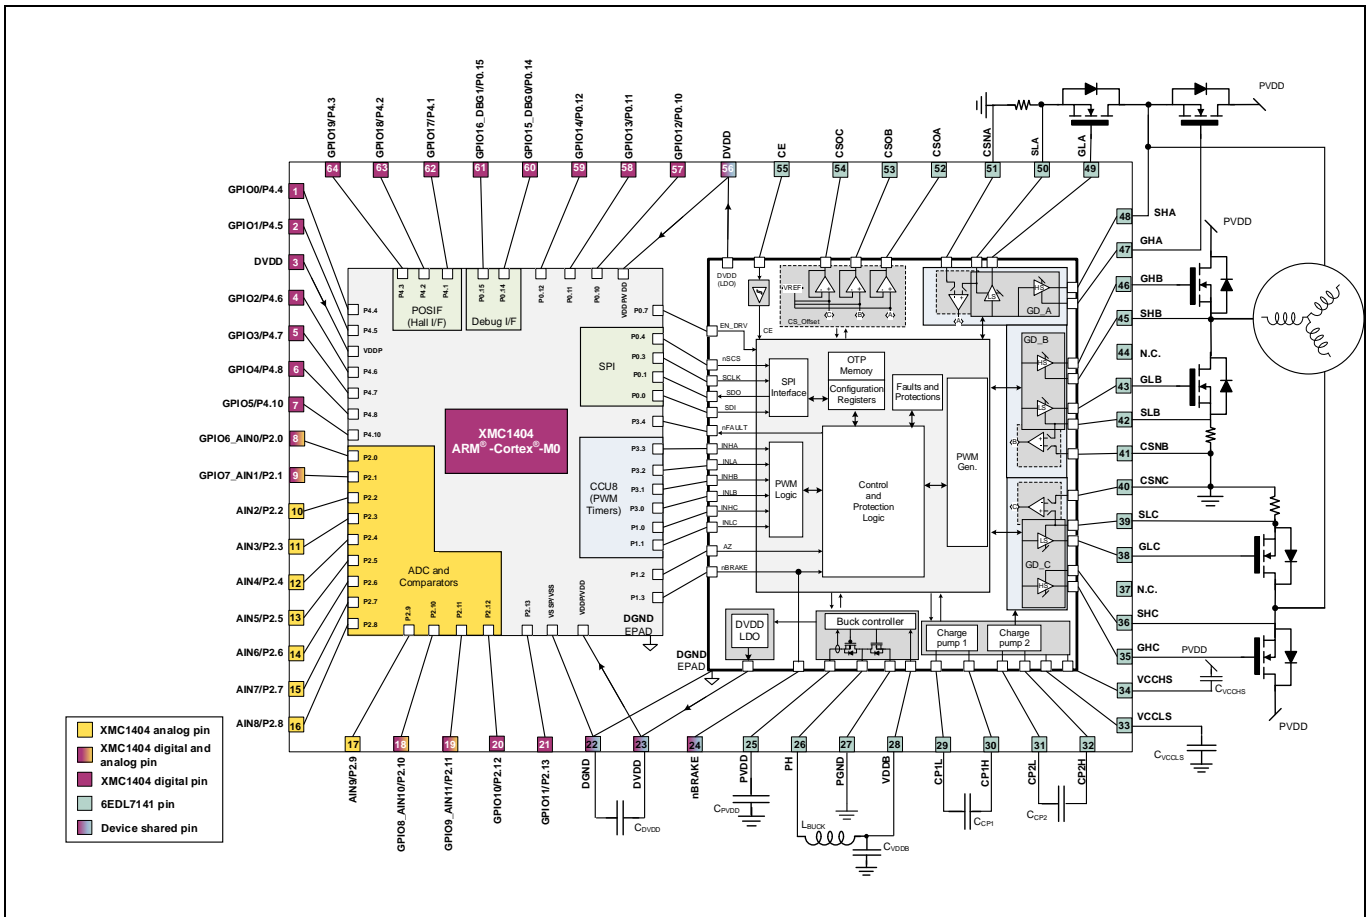 GPIO19/P4.3
GPIO18/P4.2
GPIO17/P4.1
GPIO16_DBG1/P0.15
GPIO15_DBG0/P0.14
GPIO14/P0.12
GPIO13/P0.11
GPIO12/P0.10
DVDD
CE
CSOC
CSOB
CSOA
CSNA
SLA
GLA
PVDD
64
63
62
61
60
59
58
57
56
55
54
53
52
51
50
49
GPIO0/P4.4
1
GPIO1/P4.5
2
DVDD
3
GPIO2/P4.6
4
GPIO3/P4.7
5
GPIO4/P4.8
6
GPIO5/P4.10
7
GPIO6_AIN0/P2.0
8
GPIO7_AIN1/P2.1
9
AIN2/P2.2
10
AIN3/P2.3
11
AIN4/P2.4
12
AIN5/P2.5
13
AIN6/P2.6
14
AIN7/P2.7
15
AIN8/P2.8
16
P4.3
P4.2
P4.1
P0.15
P0.14
P0.12
P0.11
P0.10
VDDP/VDD
POSIF
(Hall I/F)
Debug I/F
P4.4
P4.5
VDDP
P4.6
P4.7
P4.8
P4.10
P2.0
P2.1
P2.2
P2.3
P2.4
P2.5
P2.6
P2.7
P2.8
P0.7
P0.4
P0.3
P0.1
P0.0
P3.4
P3.3
P3.2
P3.1
P3.0
P1.0
P1.1
P1.2
P1.3
SPI
XMC1404
ARM®-Cortex®-M0
CCU8
(PWM
Timers)
ADC and
Comparators
P2.9
P2.10
P2.11
P2.12
P2.13
VSSP/VSS
VDDP/VDD
DGND
EPAD
DVDD
(LDO)
CE
VREF
CS_Offset
(C)
(B)
(A)
(A)
LS
HS
GD_A
EN_DRV
nSCS
SCLK
SDO
SDI
nFAULT
INHA
INLA
INHB
INLB
INHC
INLC
AZ
nBRAKE
SPI
Interface
OTP
Memory
Configuration
Registers
Faults and
Protections
PWM
Logic
Control
and
Protection
Logic
PWM
Gen.
GD_B
HS
LS
(B)
(C)
LS
GD_C
HS
DVDD
LDO
Buck controller
Charge
pump 1
Charge
pump 2
DGND
EPAD
48
SHA
47
GHA
46
GHB
45
SHB
44
N.C.
43
GLB
42
SLB
41
CSNB
40
CSNC
39
SLC
38
GLC
37
N.C.
36
SHC
35
GHC
34
VCCHS
33
VCCLS
PVDD
PVDD
CVCCHS
PVDD
CVCCLS
17
18
19
20
21
22
23
24
25
26
27
28
29
30
31
32
AIN9/P2.9
GPIO8_AIN10/P2.10
GPIO9_AIN11/P2.11
GPIO10/P2.12
GPIO11/P2.13
DGND
DVDD
nBRAKE
PVDD
PH
PGND
VDDB
CP1L
CP1H
CP2L
CP2H
CDVDD
CPVDD
LBUCK
CVDDB
CCP1
CCP2
XMC1404 analog pin
XMC1404 digital and
analog pin
XMC1404 digital pin
6EDL7141 pin
Device shared pin